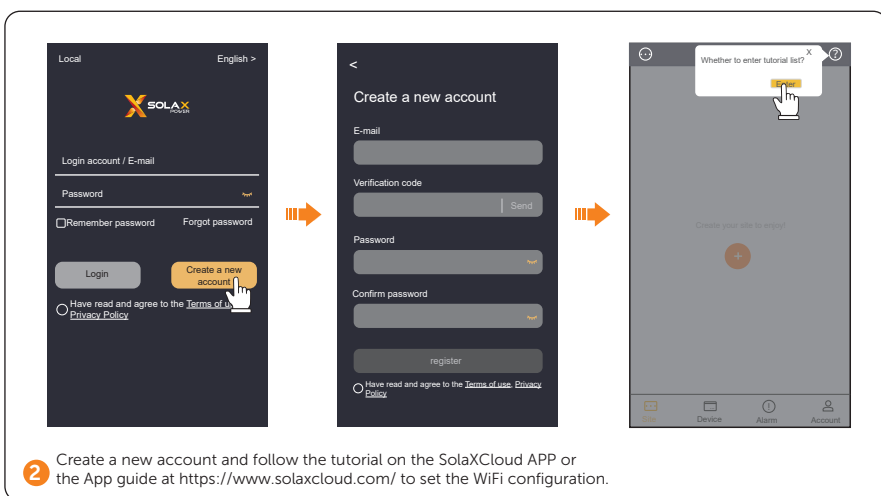 Local
English >
SOLAX
POWER
Login account / E-mail
Password
Remember password
Forgot password
Login
Create a new
account
Have read and agree to the Terms of u
Privacy Policy
<
Create a new account
E-mail
Verification code
Send
Password
Confirm password
register
Have read and agree to the Terms of use, Privacy
Policy
Whether to enter tutorial list?
X
?
Enter
Create your site to enjoy!
+
Site
Device
Alarm
Account
2
Create a new account and follow the tutorial on the SolaXCloud APP or
the App guide at https://www.solaxcloud.com/ to set the WiFi configuration.